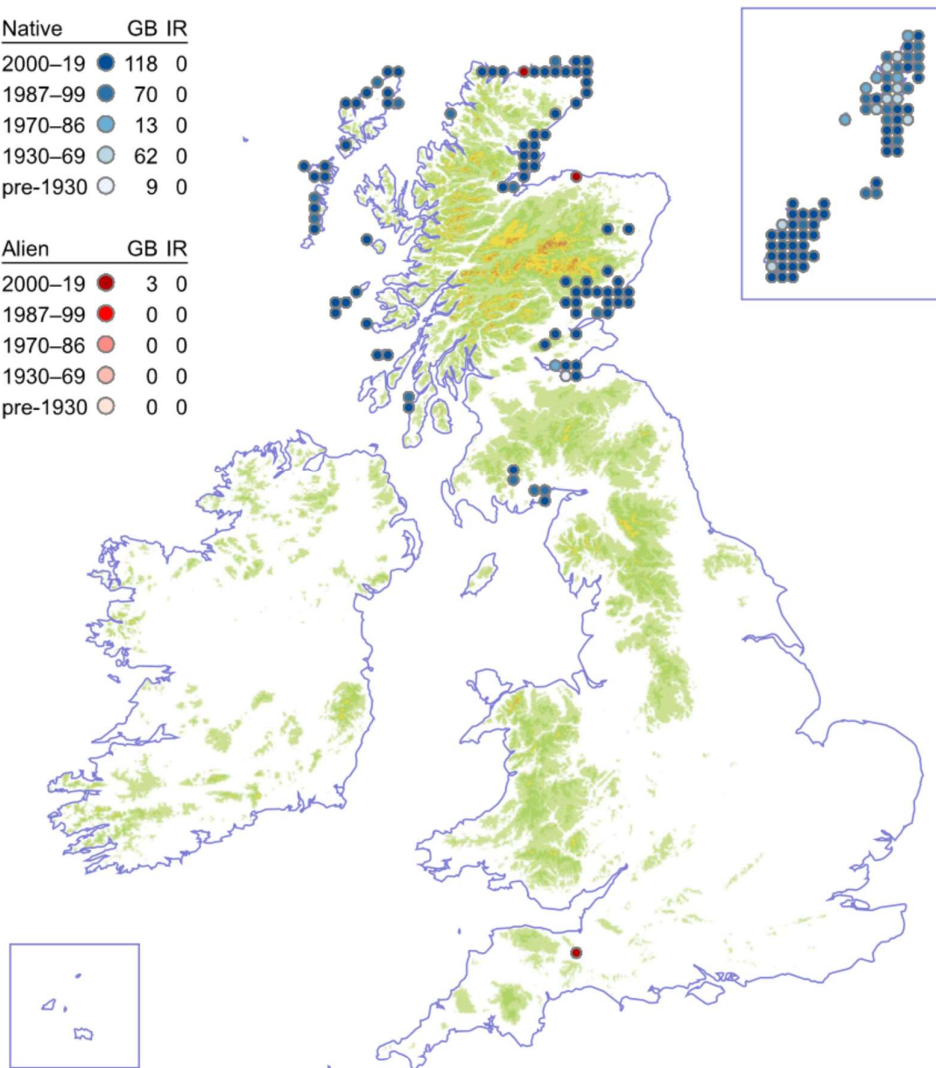 Native GB IR
2000–19 118 0
1987–99 70 0
1970–86 13 0
1930–69 62 0
pre-1930 9 0
Alien GB IR
2000–19 3 0
1987–99 0 0
1970–86 0 0
1930–69 0 0
pre-1930 0 0